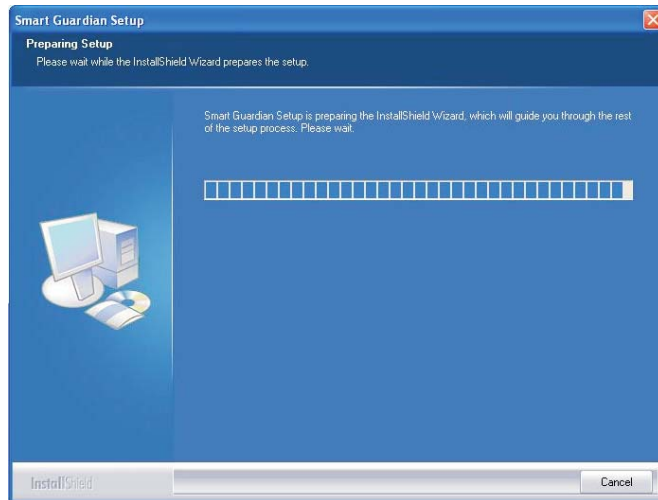 Smart Guardian Setup
Preparing Setup
Please wait while the InstallShield Wizard prepares the setup.
Smart Guardian Setup is preparing the InstallShield Wizard, which will guide you through the rest
of the setup process. Please wait.
InstallShield
Cancel